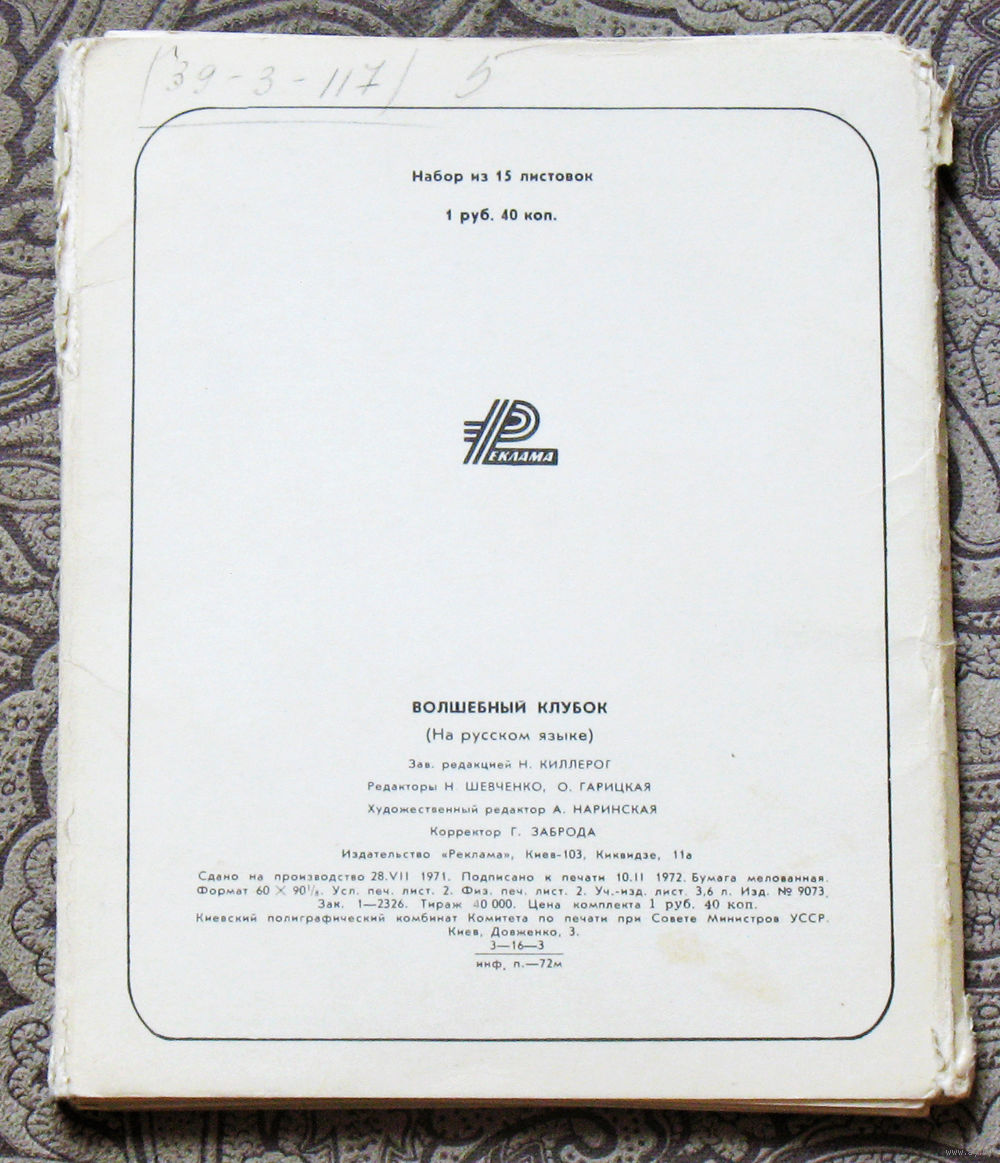 (39-3-117) 5
Набор из 15 листовок
1 руб. 40 коп.
РЕКЛАМА
ВОЛШЕБНЫЙ КЛУБОК
(На русском языке)
Зав. редакцией Н. КИЛЛЕРОГ
Редакторы Н. ШЕВЧЕНКО, О. ГАРИЦКАЯ
Художественный редактор А. НАРИНСКАЯ
Корректор Г. ЗАБРОДА
Издательство «Реклама», Киев-103, Киквидзе, 11а
Сдано на производство 28.VII 1971. Подписано к печати 10.II 1972. Бумага мелованная.
Формат 60 × 90⅛. Усл. печ. лист. 2. Физ. печ. лист. 2. Уч.-изд. лист. 3,6 л. Изд. № 9073.
Зак. 1—2326. Тираж 40 000. Цена комплекта 1 руб. 40 коп.
Киевский полиграфический комбинат Комитета по печати при Совете Министров УССР.
Киев, Довженко, 3.
3—16—3
инф. п.—72м